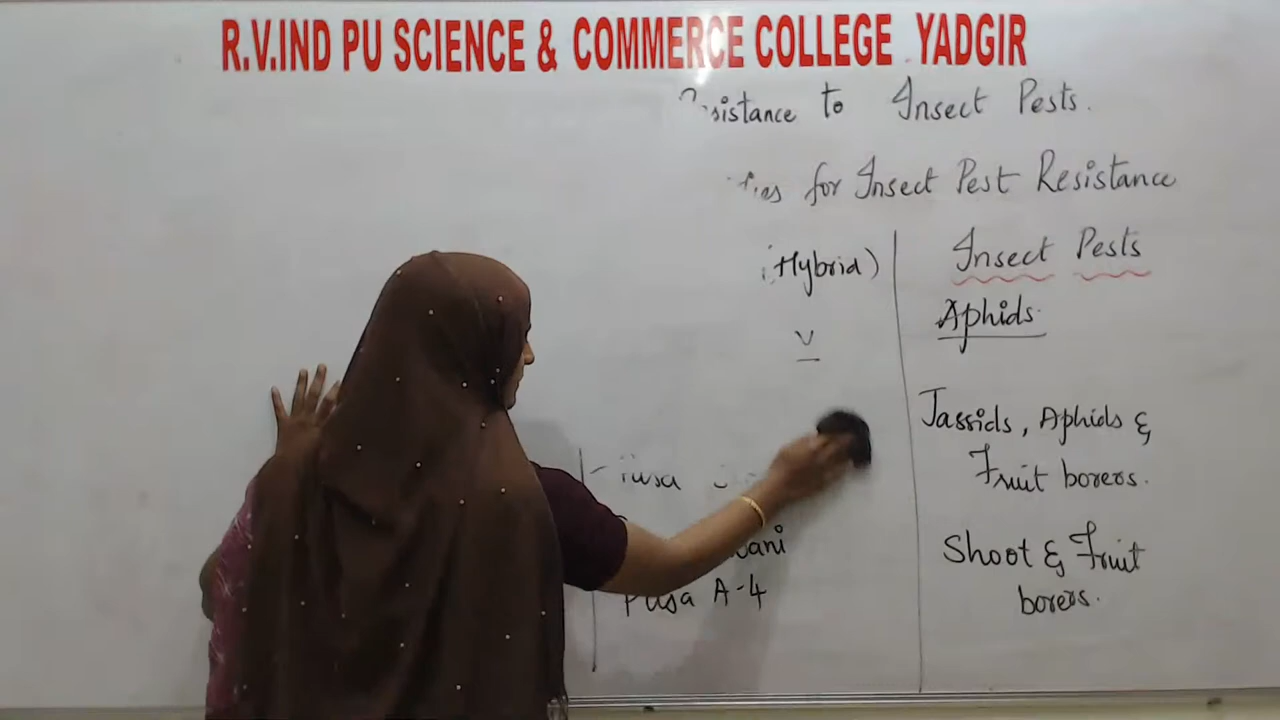 R.V.IND PU SCIENCE & COMMERCE COLLEGE YADGIR
to Insect Pests.
for Insect Pest Resistance
Hybrid)
Insect Pests
Aphids.
V
Jassids, Aphids &
Fruit borers.
Pusa A-4
Shoot & Fruit
borers.